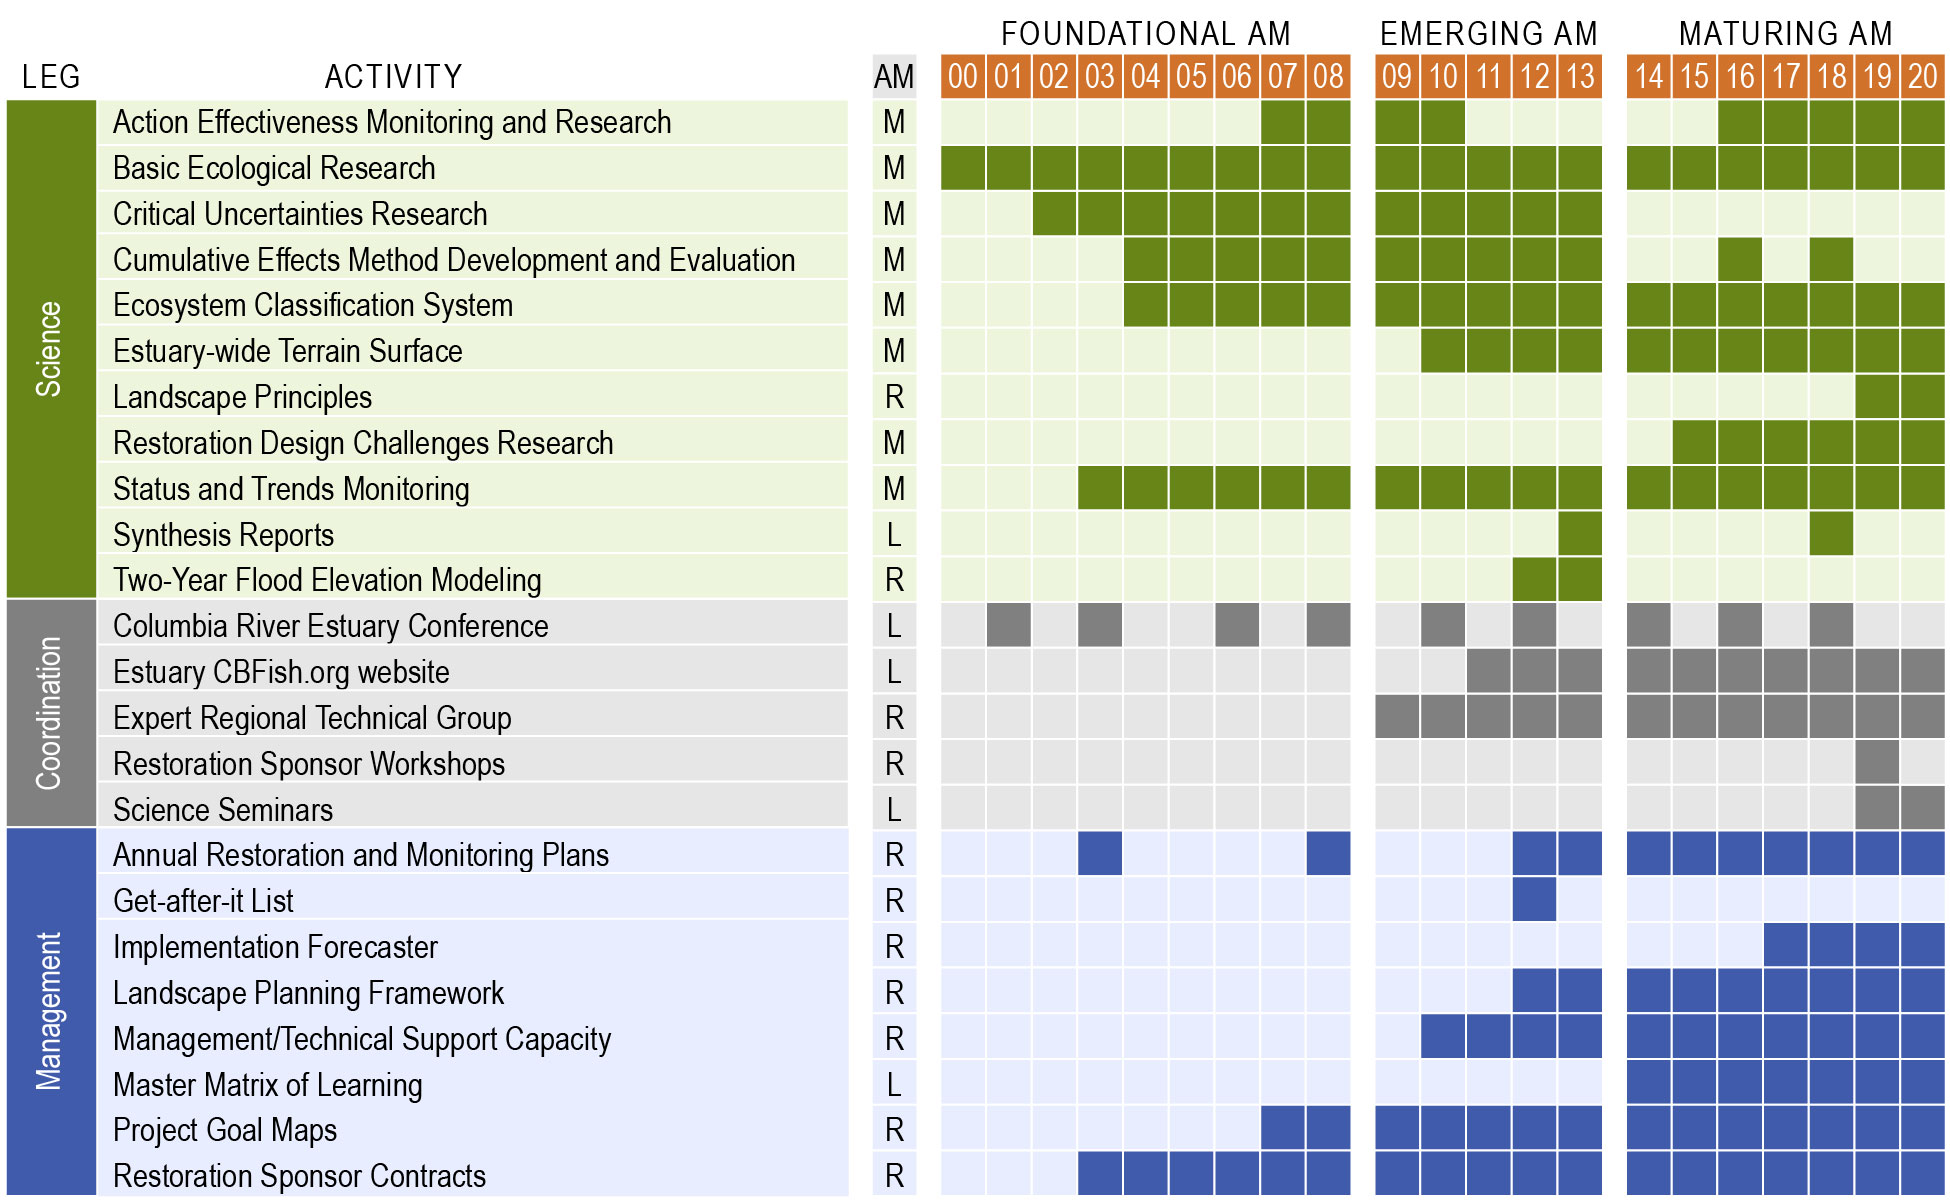 FOUNDATIONAL AM EMERGING AM MATURING AM
LEG ACTIVITY AM 00 01 02 03 04 05 06 07 08 09 10 11 12 13 14 15 16 17 18 19 20
Science
Action Effectiveness Monitoring and Research M
Basic Ecological Research M
Critical Uncertainties Research M
Cumulative Effects Method Development and Evaluation M
Ecosystem Classification System M
Estuary-wide Terrain Surface M
Landscape Principles R
Restoration Design Challenges Research M
Status and Trends Monitoring M
Synthesis Reports L
Two-Year Flood Elevation Modeling R
Coordination
Columbia River Estuary Conference L
Estuary CBFish.org website L
Expert Regional Technical Group R
Restoration Sponsor Workshops R
Science Seminars L
Management
Annual Restoration and Monitoring Plans R
Get-after-it List R
Implementation Forecaster R
Landscape Planning Framework R
Management/Technical Support Capacity R
Master Matrix of Learning L
Project Goal Maps R
Restoration Sponsor Contracts R